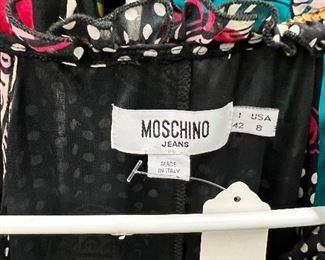 MOSCHINO
JEANS
MADE
IN ITALY
I USA
42 8